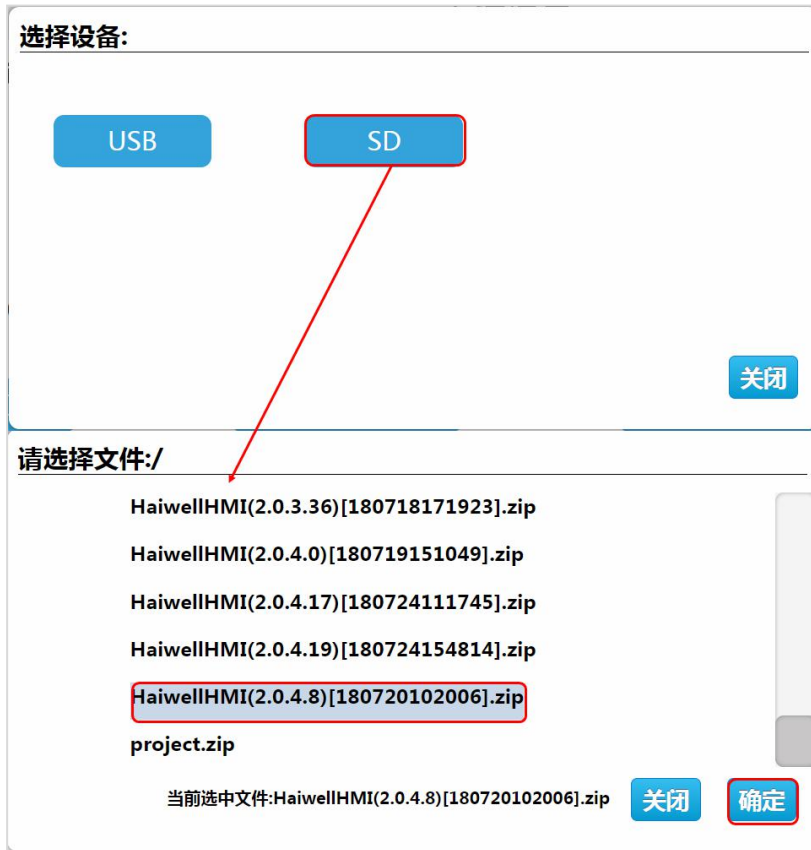 选择设备:
USB
SD
关闭
请选择文件:/
HaiwellHMI(2.0.3.36)[180718171923].zip
HaiwellHMI(2.0.4.0)[180719151049].zip
HaiwellHMI(2.0.4.17)[180724111745].zip
HaiwellHMI(2.0.4.19)[180724154814].zip
HaiwellHMI(2.0.4.8)[180720102006].zip
project.zip
当前选中文件:HaiwellHMI(2.0.4.8)[180720102006].zip
关闭
确定